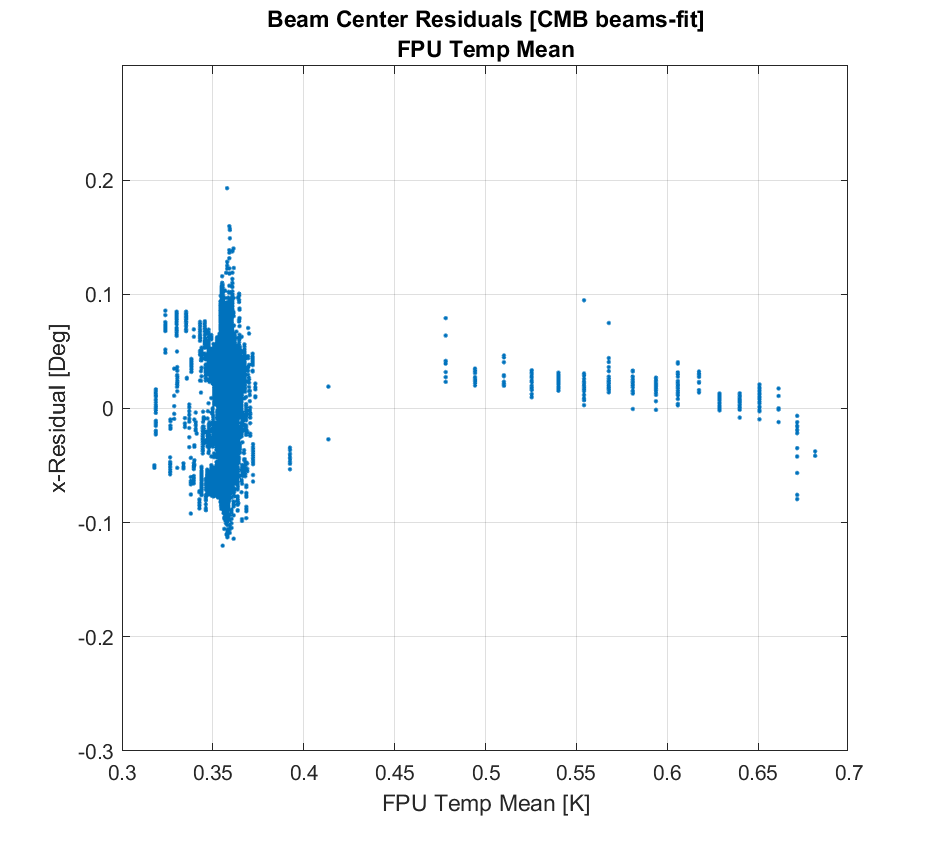 Beam Center Residuals [CMB beams-fit]
FPU Temp Mean
0.2
0.1
0
-0.1
-0.2
-0.3
x-Residual [Deg]
0.3 0.35 0.4 0.45 0.5 0.55 0.6 0.65 0.7
FPU Temp Mean [K]